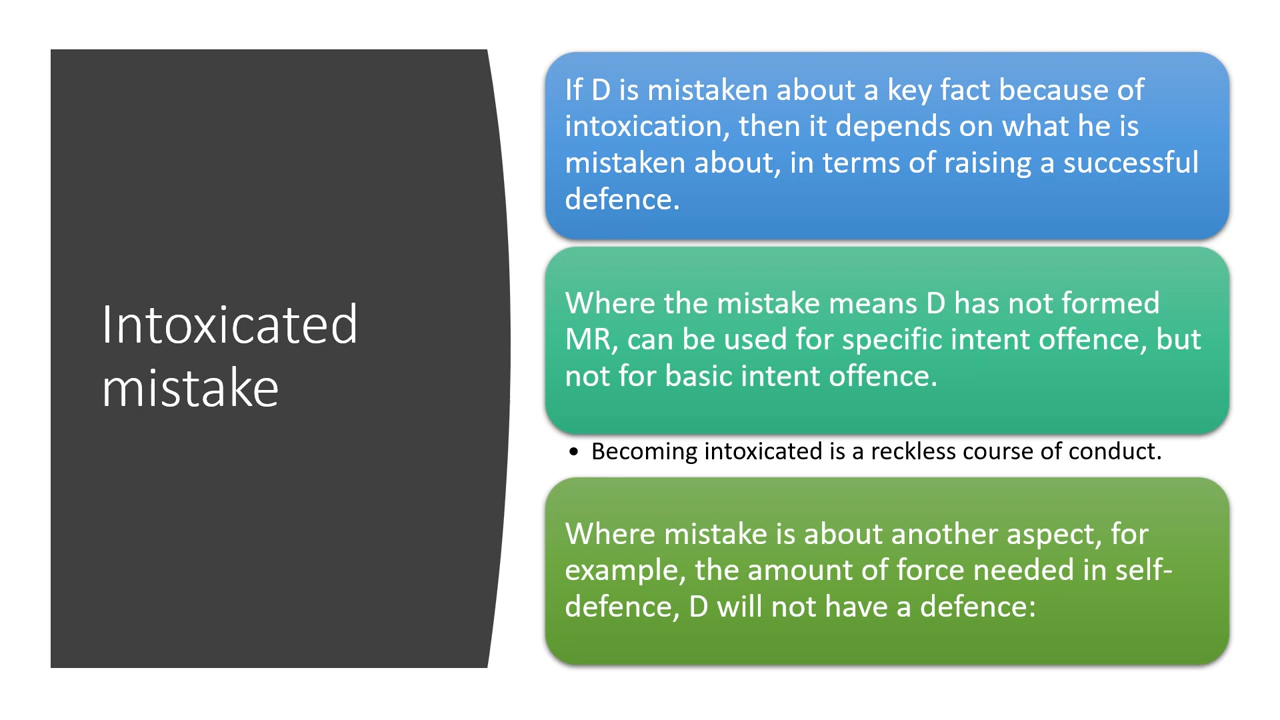 Intoxicated
mistake
If D is mistaken about a key fact because of
intoxication, then it depends on what he is
mistaken about, in terms of raising a successful
defence.
Where the mistake means D has not formed
MR, can be used for specific intent offence, but
not for basic intent offence.
• Becoming intoxicated is a reckless course of conduct.
Where mistake is about another aspect, for
example, the amount of force needed in self-
defence, D will not have a defence: